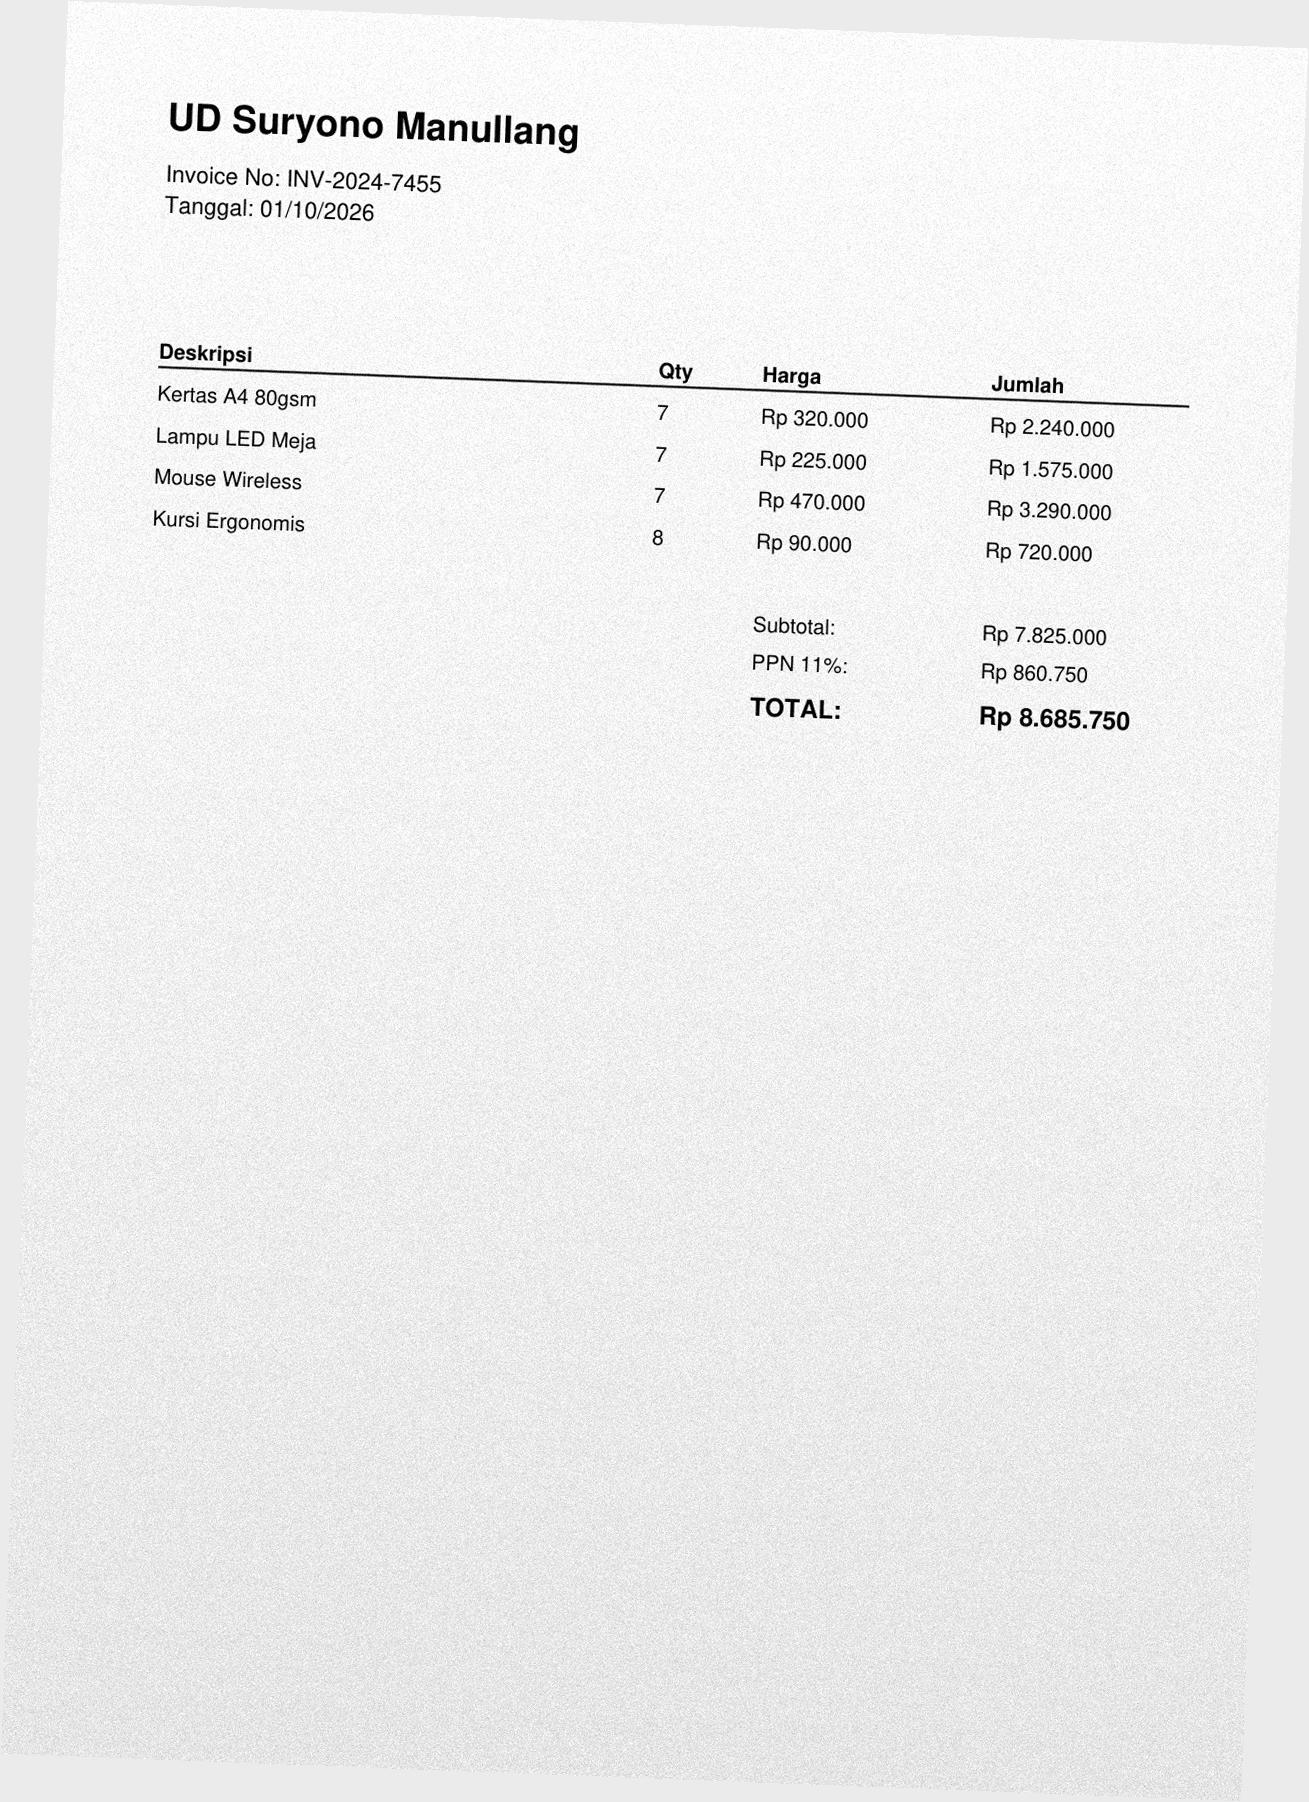 UD Suryono Manullang
Invoice No: INV-2024-7455
Tanggal: 01/10/2026
Deskripsi Qty Harga Jumlah
Kertas A4 80gsm 7 Rp 320.000 Rp 2.240.000
Lampu LED Meja 7 Rp 225.000 Rp 1.575.000
Mouse Wireless 7 Rp 470.000 Rp 3.290.000
Kursi Ergonomis 8 Rp 90.000 Rp 720.000
Subtotal: Rp 7.825.000
PPN 11%: Rp 860.750
TOTAL: Rp 8.685.750